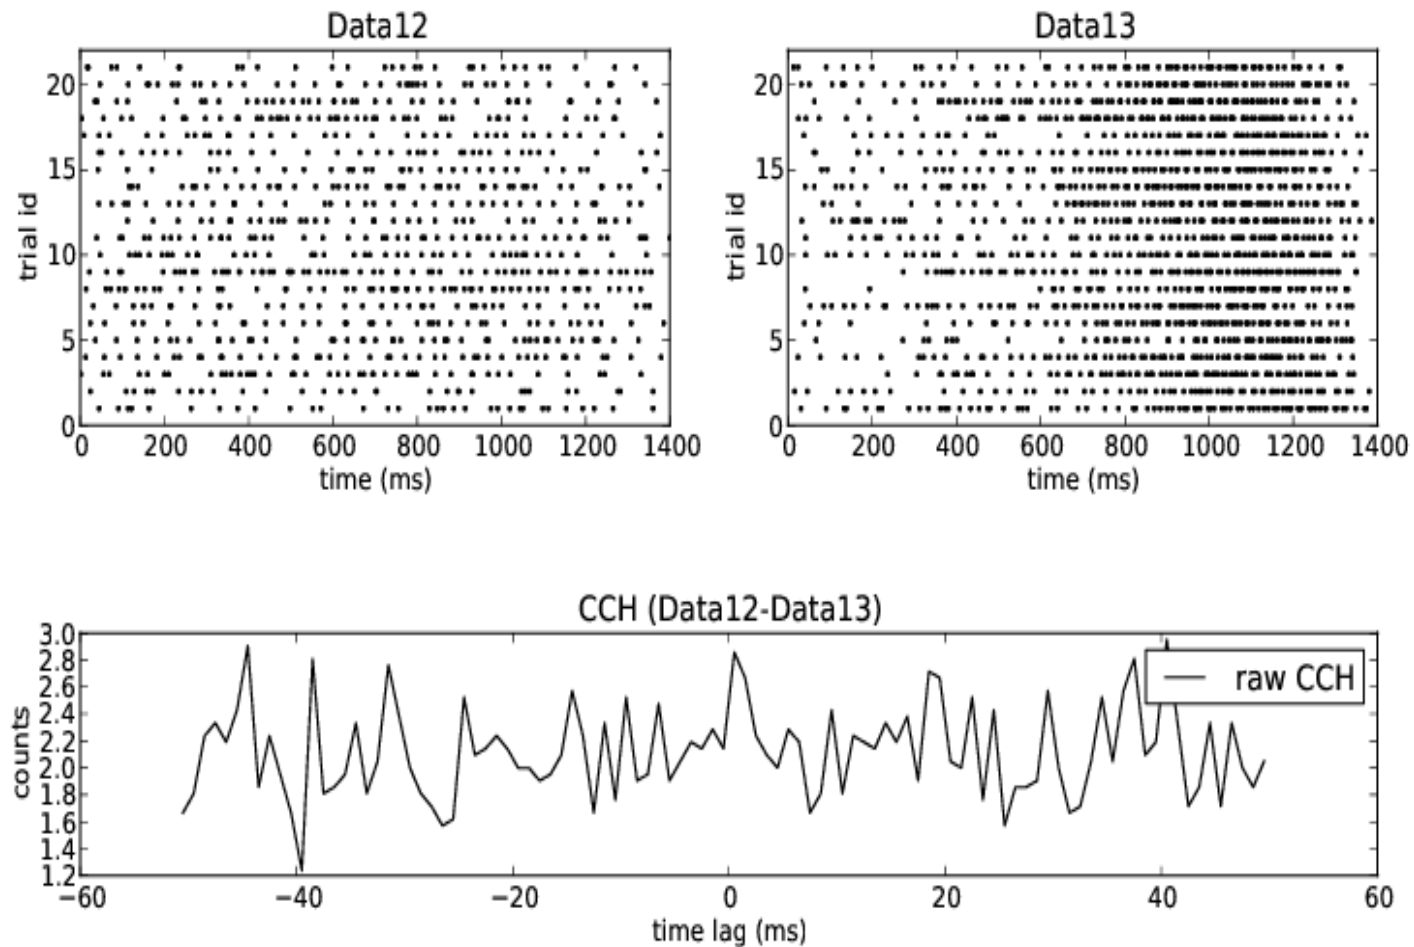 Data12
Data13
trial id
20
15
10
5
0
0 200 400 600 800 1000 1200 1400
time (ms)
trial id
20
15
10
5
0
0 200 400 600 800 1000 1200 1400
time (ms)
CCH (Data12-Data13)
counts
3.0
2.8
2.6
2.4
2.2
2.0
1.8
1.6
1.4
1.2
raw CCH
−60 −40 −20 0 20 40 60
time lag (ms)